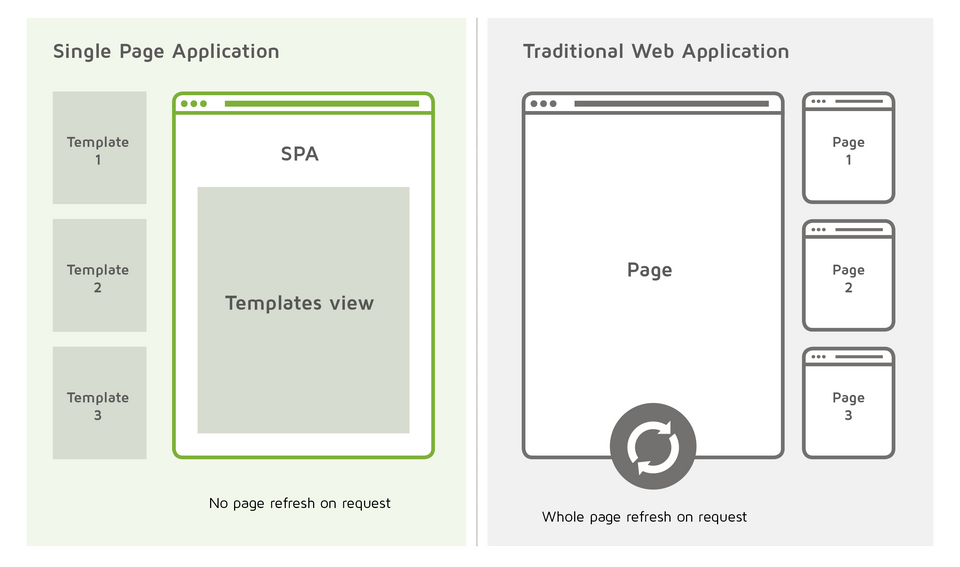 Single Page Application
Template
1
Template
2
Template
3
SPA
Templates view
No page refresh on request
Traditional Web Application
Page
Page
1
Page
2
Page
3
Whole page refresh on request